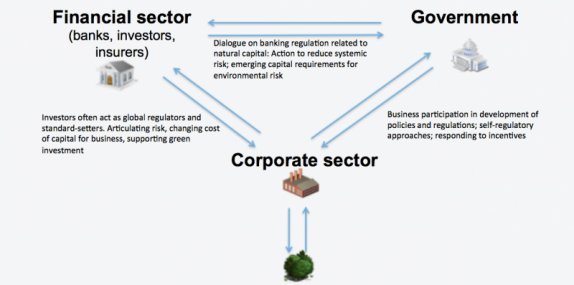 Financial sector
(banks, investors,
insurers)
Government
Dialogue on banking regulation related to
natural capital: Action to reduce systemic
risk; emerging capital requirements for
environmental risk
Investors often act as global regulators and
standard-setters. Articulating risk, changing cost
of capital for business, supporting green
investment
Business participation in development of
policies and regulations; self-regulatory
approaches; responding to incentives
Corporate sector